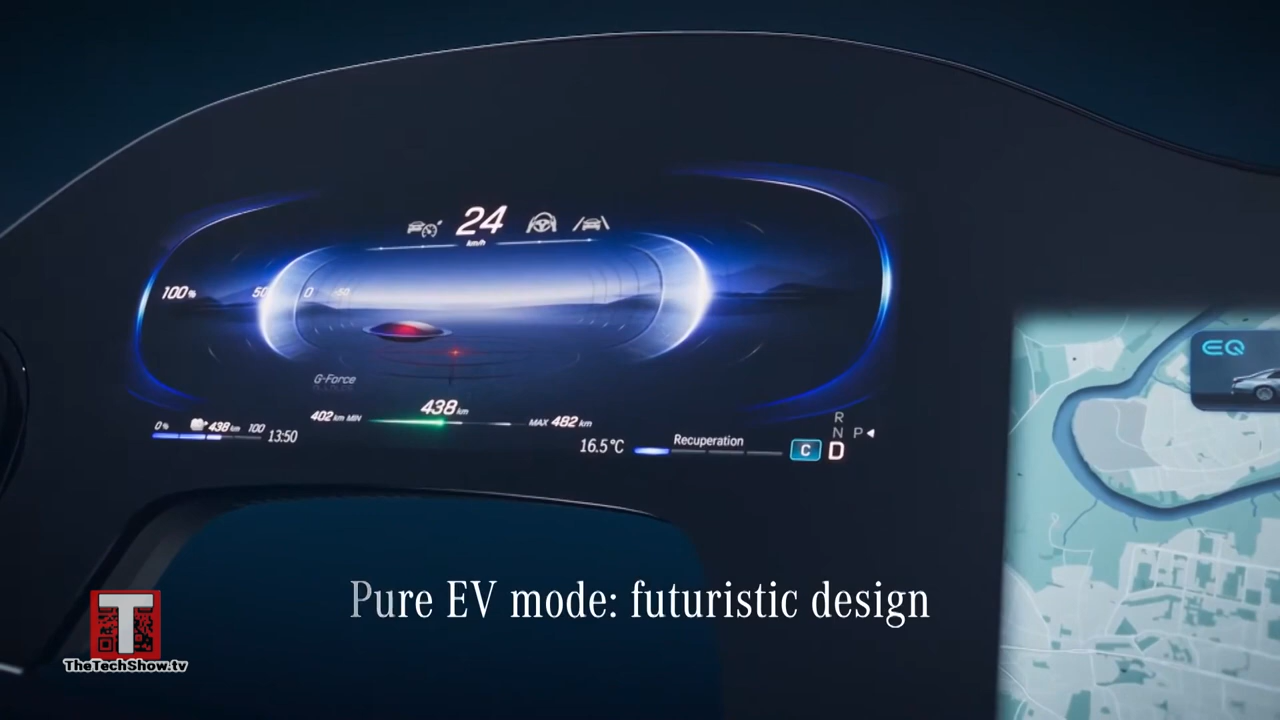 24
km/h
100%
50
0
-50
G-Force
402 km MIN
438 km
MAX 482 km
0%
438 km
100
13:50
16.5°C
Recuperation
C
R
N
P
D
EQ
Pure EV mode: futuristic design
T
TheTechShow.tv